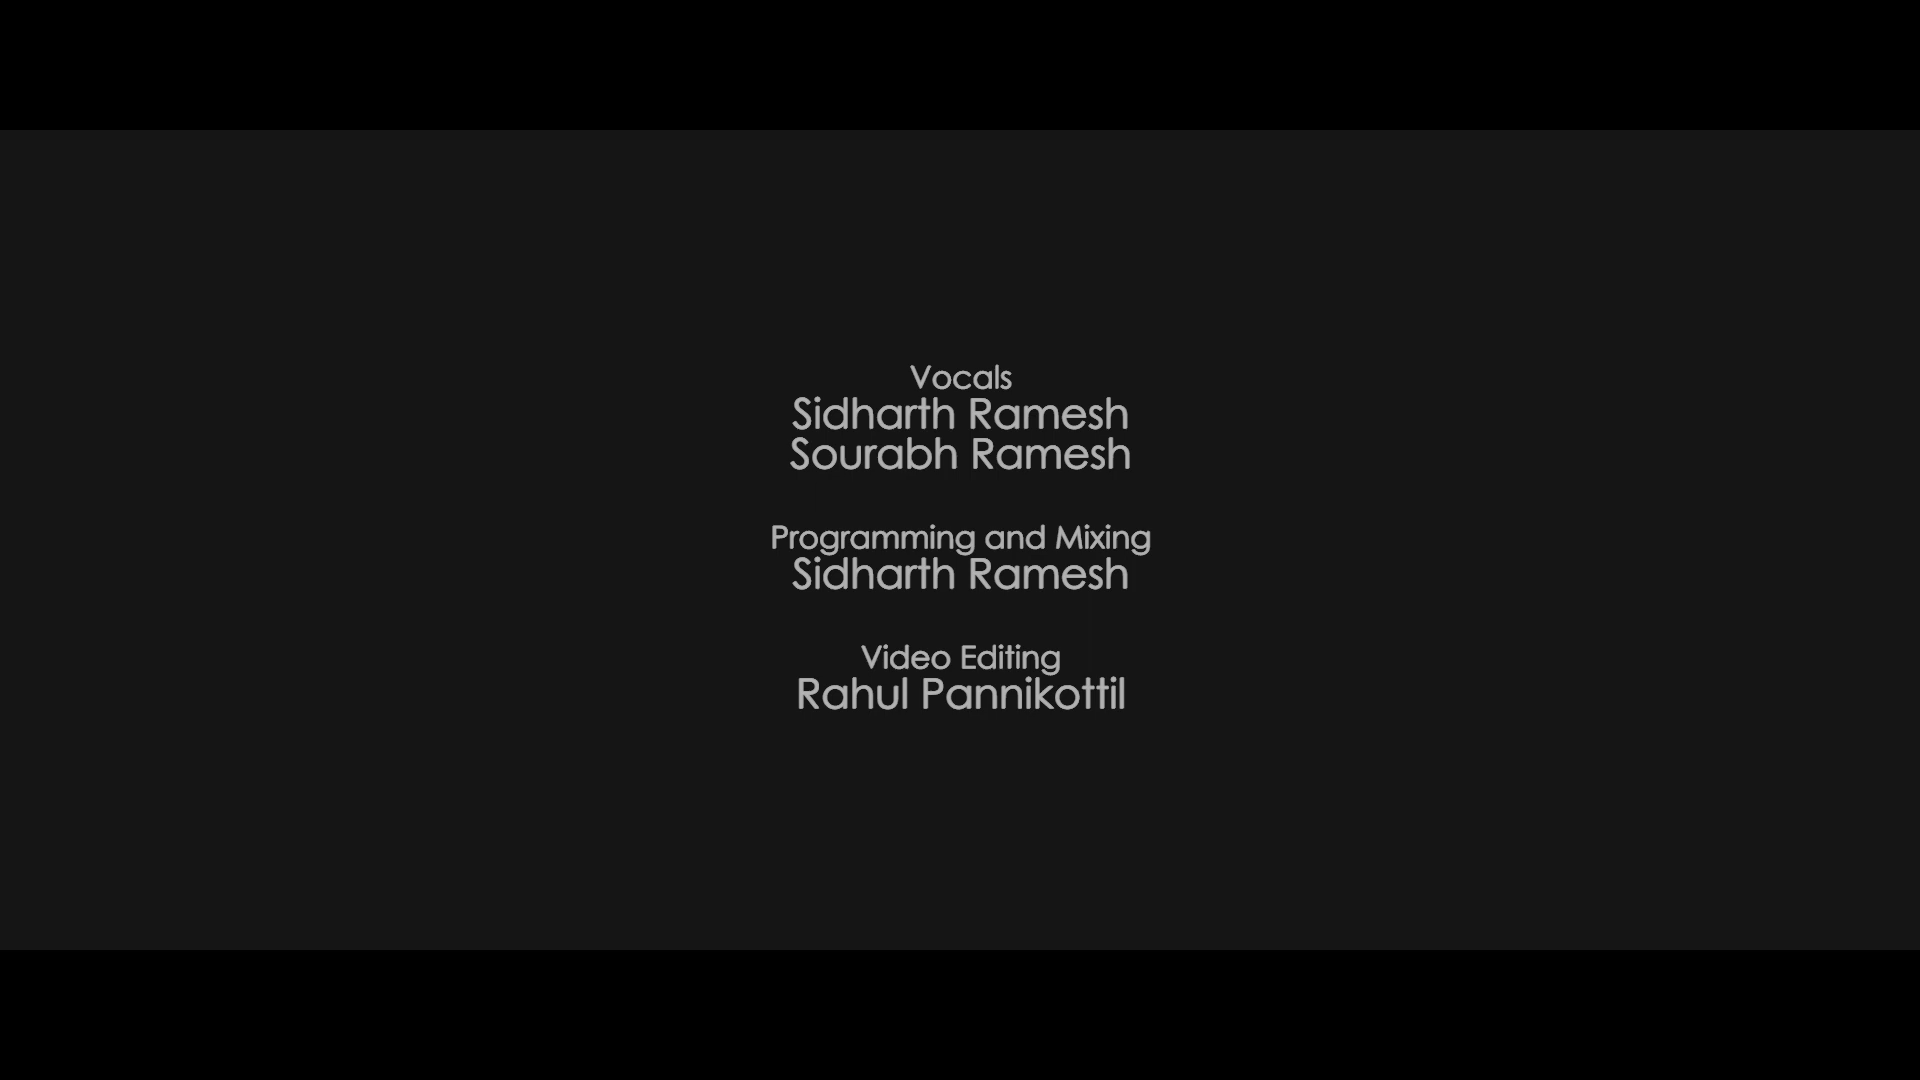 Vocals
Sidharth Ramesh
Sourabh Ramesh
Programming and Mixing
Sidharth Ramesh
Video Editing
Rahul Pannikottil